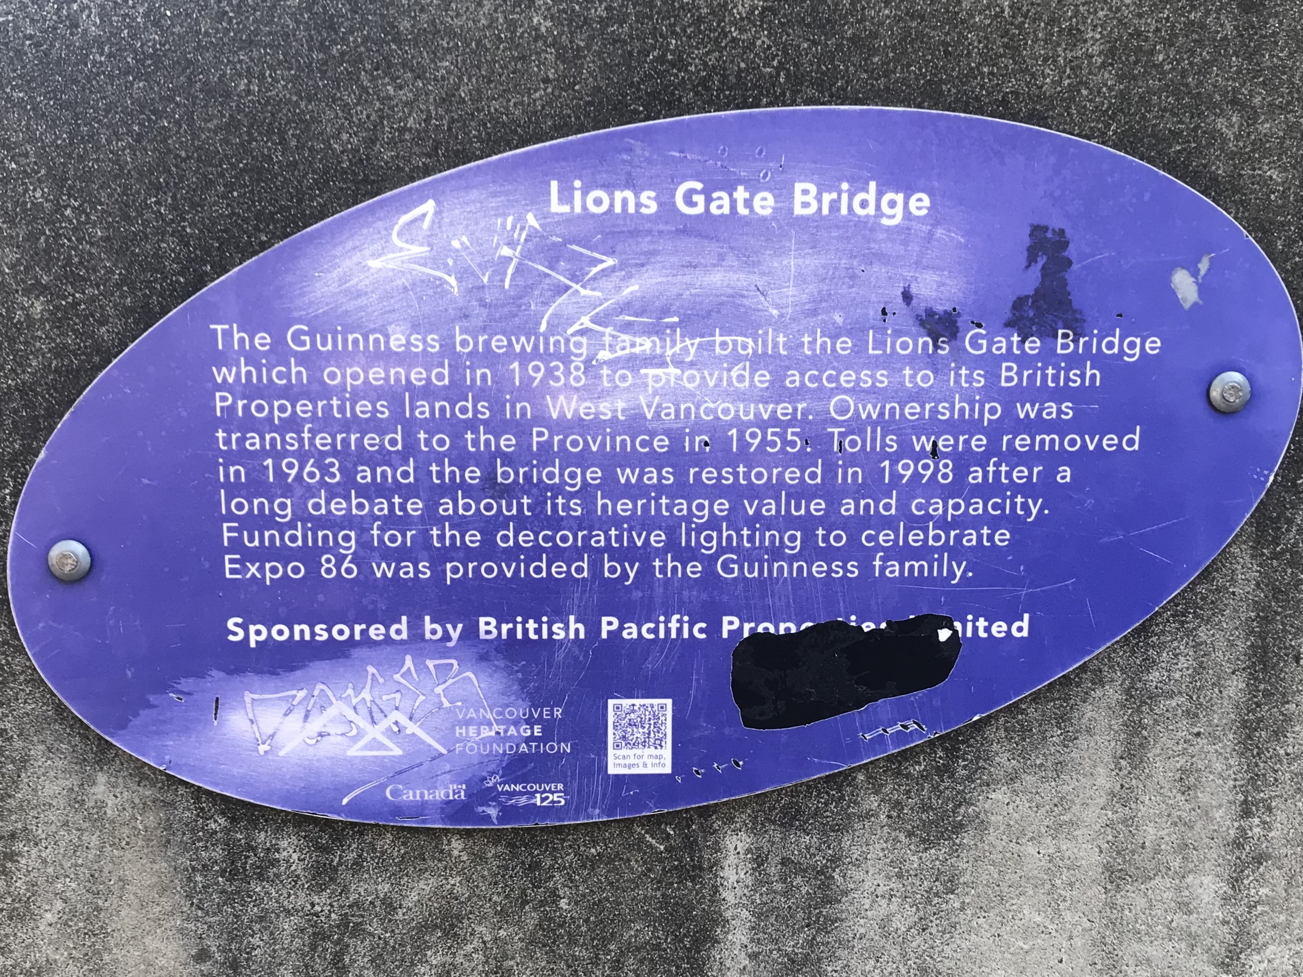 Lions Gate Bridge
The Guinness brewing family built the Lions Gate Bridge
which opened in 1938 to provide access to its British
Properties lands in West Vancouver. Ownership was
transferred to the Province in 1955. Tolls were removed
in 1963 and the bridge was restored in 1998 after a
long debate about its heritage value and capacity.
Funding for the decorative lighting to celebrate
Expo 86 was provided by the Guinness family.
Sponsored by British Pacific Properties Limited
VANCOUVER
HERITAGE
FOUNDATION
Scan for map,
images & info
Canada
VANCOUVER
125